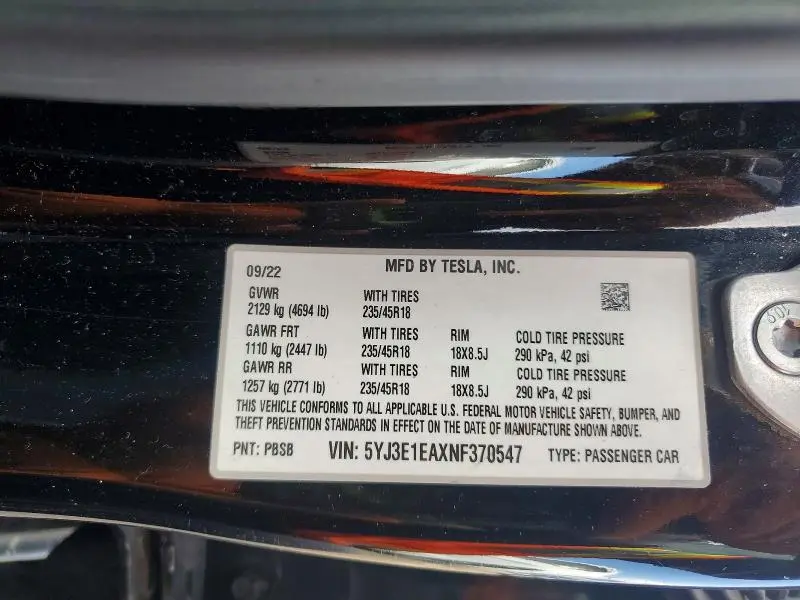 MFD BY TESLA, INC.
09/22
GVWR WITH TIRES
2129 kg (4694 lb) 235/45R18
GAWR FRT WITH TIRES RIM COLD TIRE PRESSURE
1110 kg (2447 lb) 235/45R18 18X8.5J 290 kPa, 42 psi
GAWR RR WITH TIRES RIM COLD TIRE PRESSURE
1257 kg (2771 lb) 235/45R18 18X8.5J 290 kPa, 42 psi
THIS VEHICLE CONFORMS TO ALL APPLICABLE U.S. FEDERAL MOTOR VEHICLE SAFETY, BUMPER, AND
THEFT PREVENTION STANDARDS IN EFFECT ON THE DATE OF MANUFACTURE SHOWN ABOVE.
PNT: PBSB VIN: 5YJ3E1EAXNF370547 TYPE: PASSENGER CAR